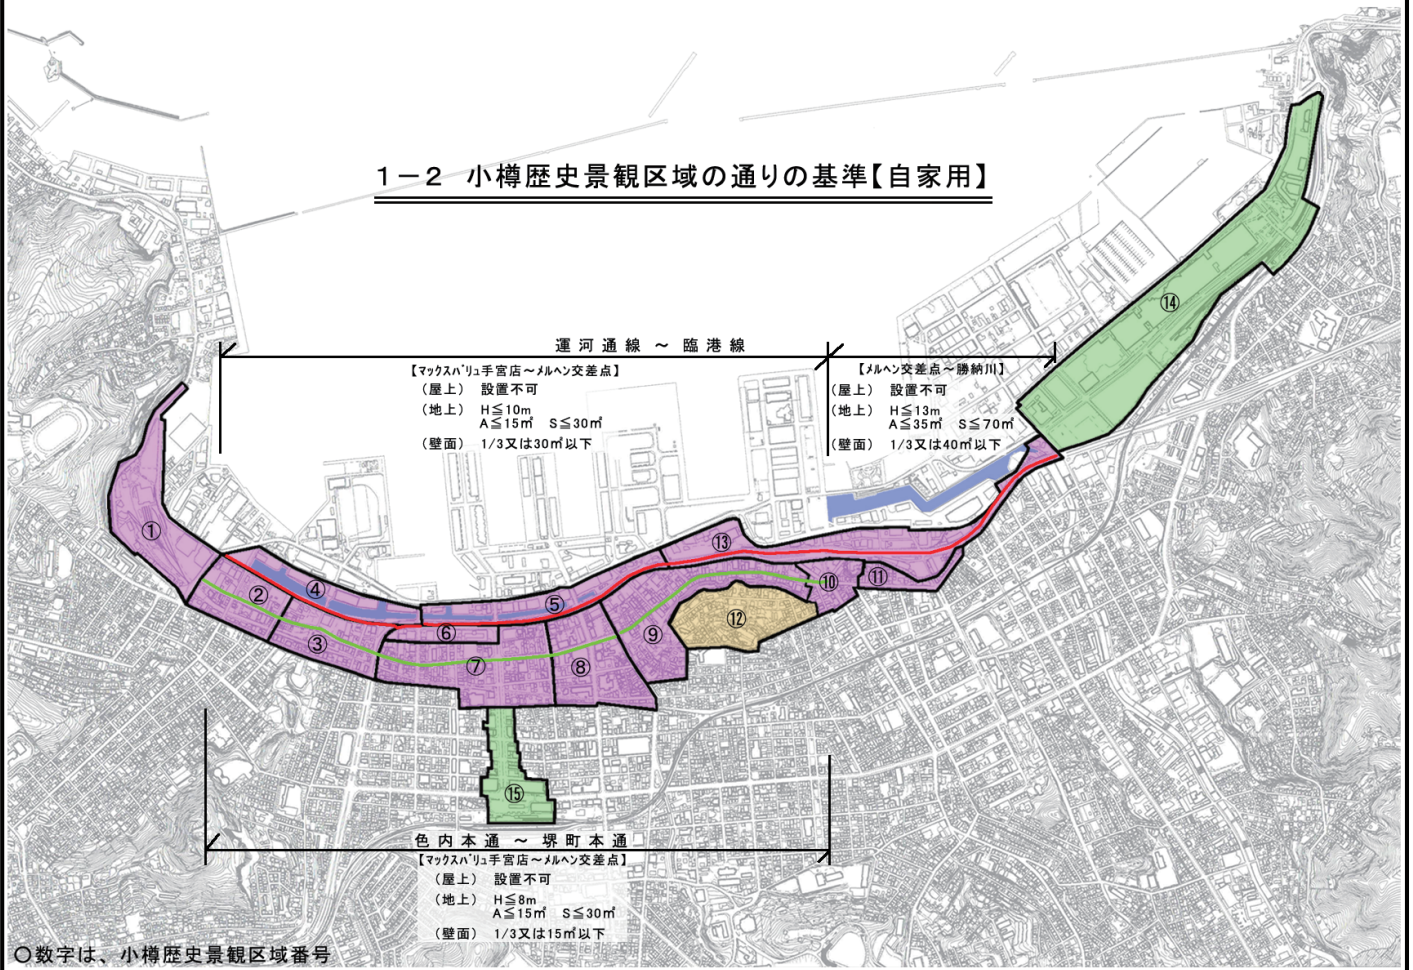 1－2　小樽歴史景観区域の通りの基準【自家用】
運河通線 ～ 臨港線
【マックスバリュ手宮店～メルヘン交差点】
（屋上） 設置不可
（地上） H≦10m
A≦15㎡ S≦30㎡
（壁面） 1/3又は30㎡以下
【メルヘン交差点～勝納川】
（屋上） 設置不可
（地上） H≦13m
A≦35㎡ S≦70㎡
（壁面） 1/3又は40㎡以下
①
②
③
④
⑤
⑥
⑦
⑧
⑨
⑩
⑪
⑫
⑬
⑭
⑮
色内本通 ～ 堺町本通
【マックスバリュ手宮店～メルヘン交差点】
（屋上） 設置不可
（地上） H≦8m
A≦15㎡ S≦30㎡
（壁面） 1/3又は15㎡以下
○数字は、小樽歴史景観区域番号